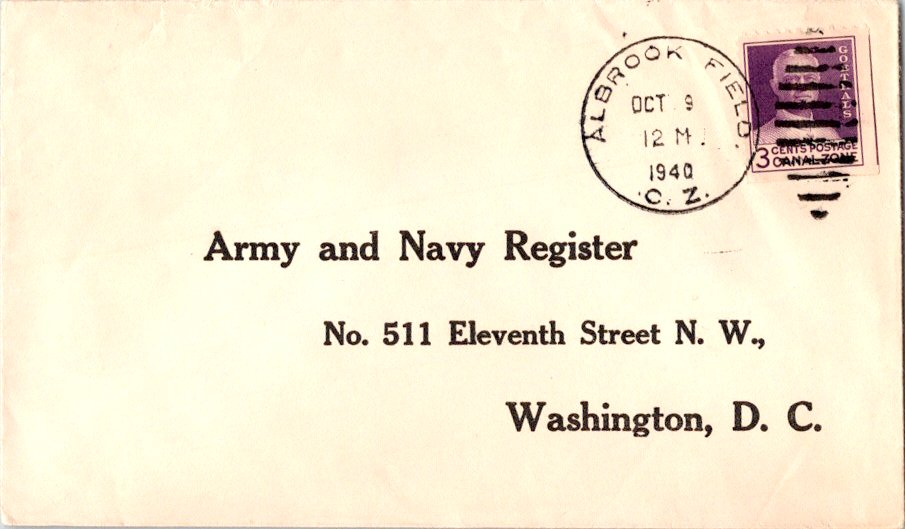 ALBROOK FIELD.
OCT 9
12 M.
1940
C. Z.
GOETHALS
3 CENTS POSTAGE
CANAL ZONE
Army and Navy Register
No. 511 Eleventh Street N. W.,
Washington, D. C.